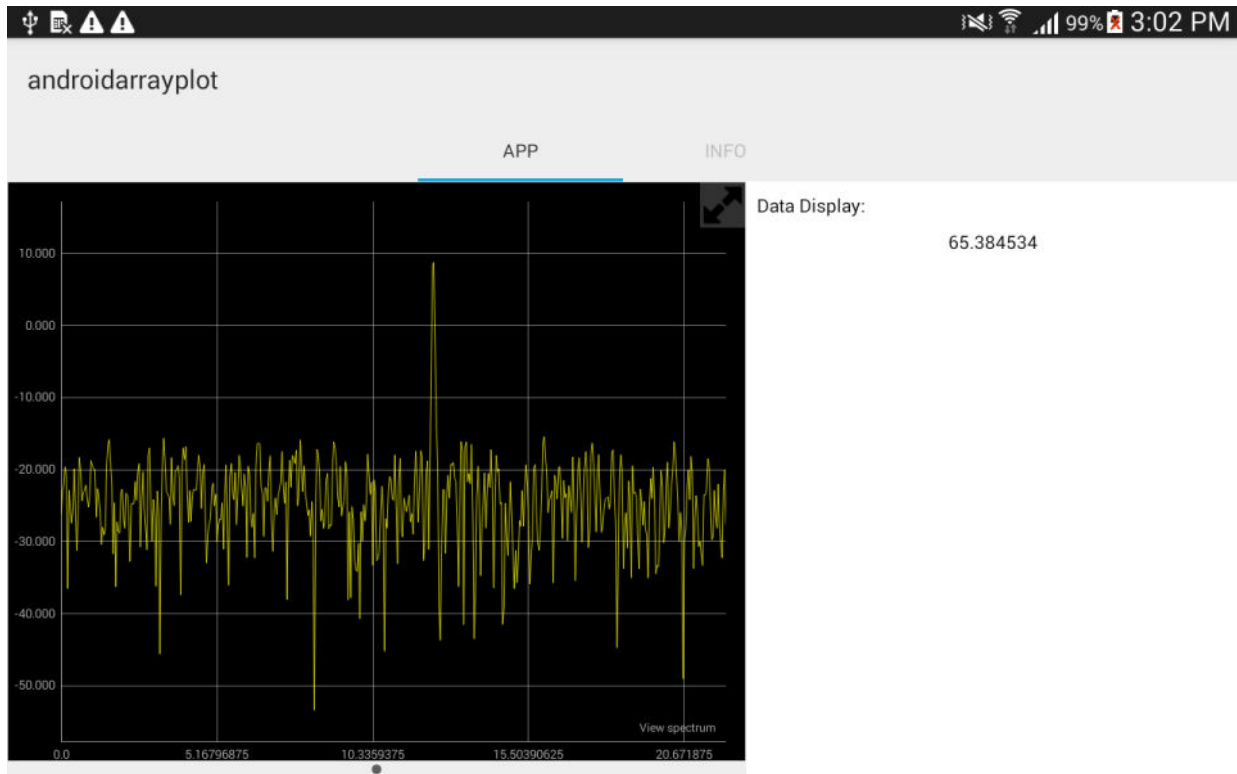 99% 3:02 PM
androidarrayplot
APP INFO
Data Display:
65.384534
10.000
0.000
-10.000
-20.000
-30.000
-40.000
-50.000
View spectrum
0.0 5.16796875 10.3359375 15.50390625 20.671875